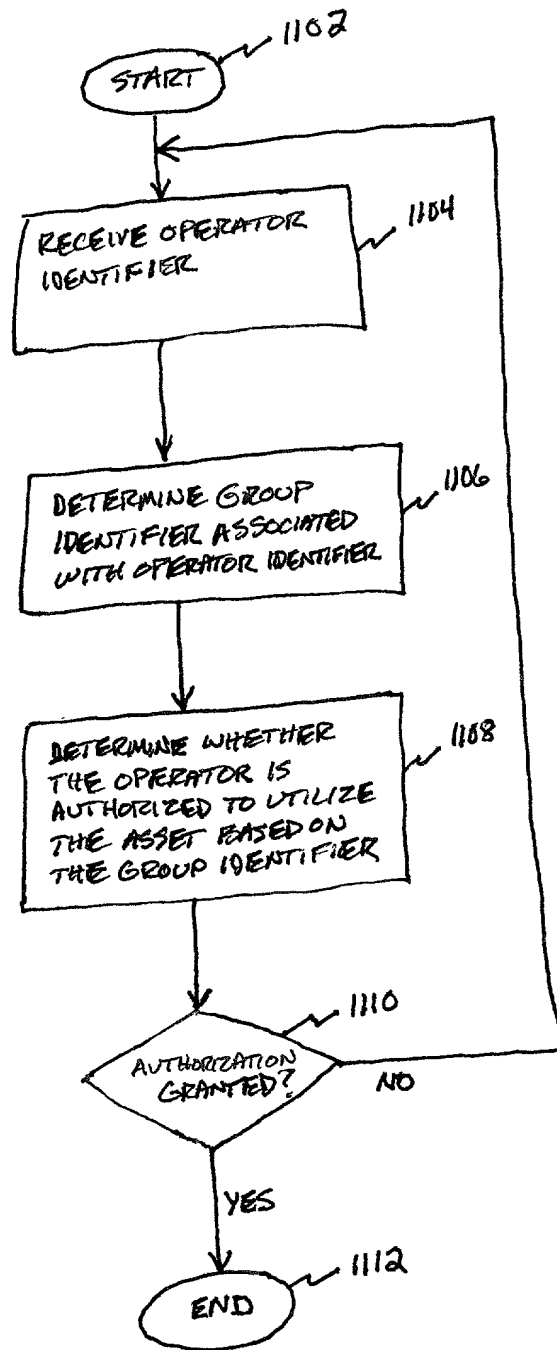 1102
START
1104
RECEIVE OPERATOR
IDENTIFIER
1106
DETERMINE GROUP
IDENTIFIER ASSOCIATED
WITH OPERATOR IDENTIFIER
1108
DETERMINE WHETHER
THE OPERATOR IS
AUTHORIZED TO UTILIZE
THE ASSET BASED ON
THE GROUP IDENTIFIER
1110
AUTHORIZATION
GRANTED?
NO
YES
1112
END